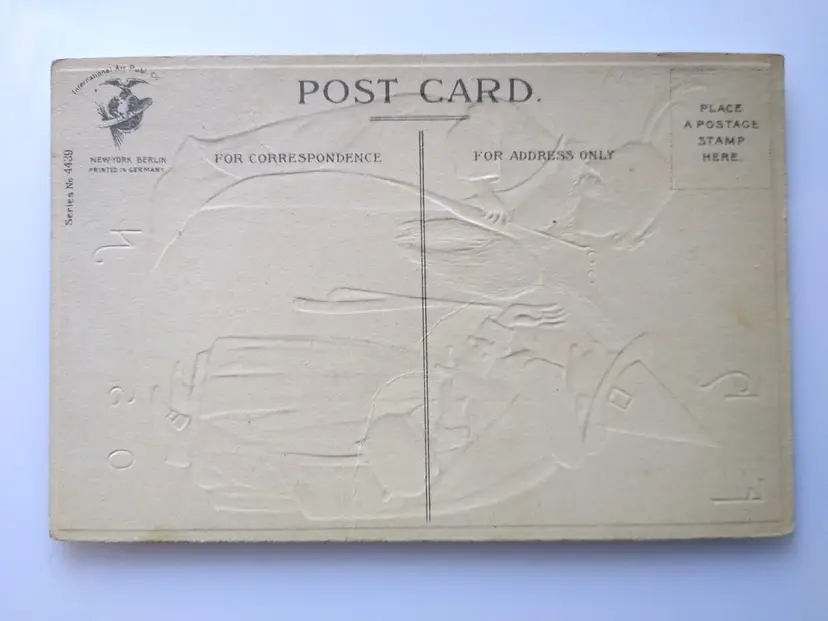 International Art Publ. Co.
POST CARD.
NEW-YORK BERLIN
PRINTED IN GERMANY
Series No 4439
FOR CORRESPONDENCE
FOR ADDRESS ONLY
PLACE
A POSTAGE
STAMP
HERE.